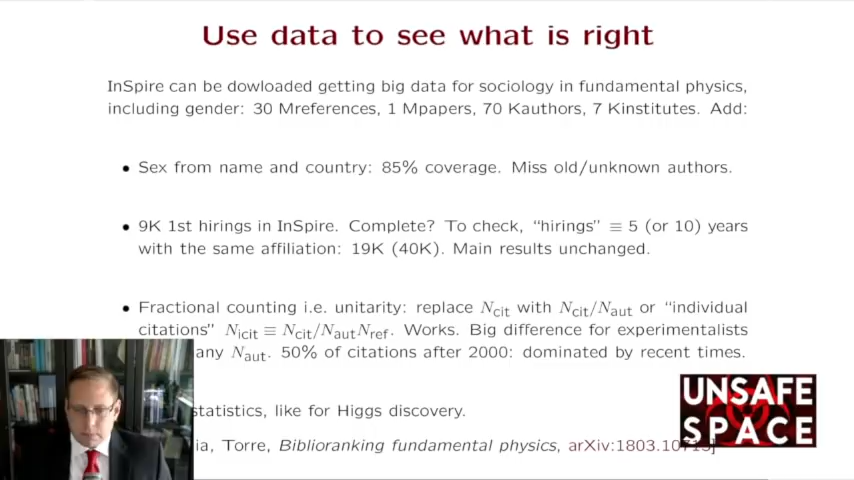 Use data to see what is right
InSpire can be dowloaded getting big data for sociology in fundamental physics,
including gender: 30 Mreferences, 1 Mpapers, 70 Kauthors, 7 Kinstitutes. Add:
• Sex from name and country: 85% coverage. Miss old/unknown authors.
• 9K 1st hirings in InSpire. Complete? To check, “hirings” ≡ 5 (or 10) years
with the same affiliation: 19K (40K). Main results unchanged.
• Fractional counting i.e. unitarity: replace Ncit with Ncit/Naut or “individual
citations” Nicit ≡ Ncit/NautNref. Works. Big difference for experimentalists
any Naut. 50% of citations after 2000: dominated by recent times.
statistics, like for Higgs discovery.
Torre, Biblioranking fundamental physics, arXiv:1803.10713]
UNSAFE
SPACE